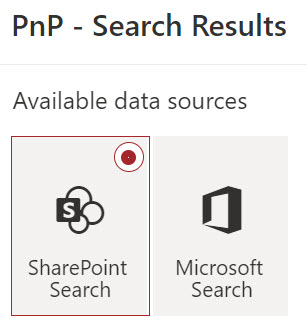 PnP - Search Results
Available data sources
S
SharePoint
Search
Microsoft
Search